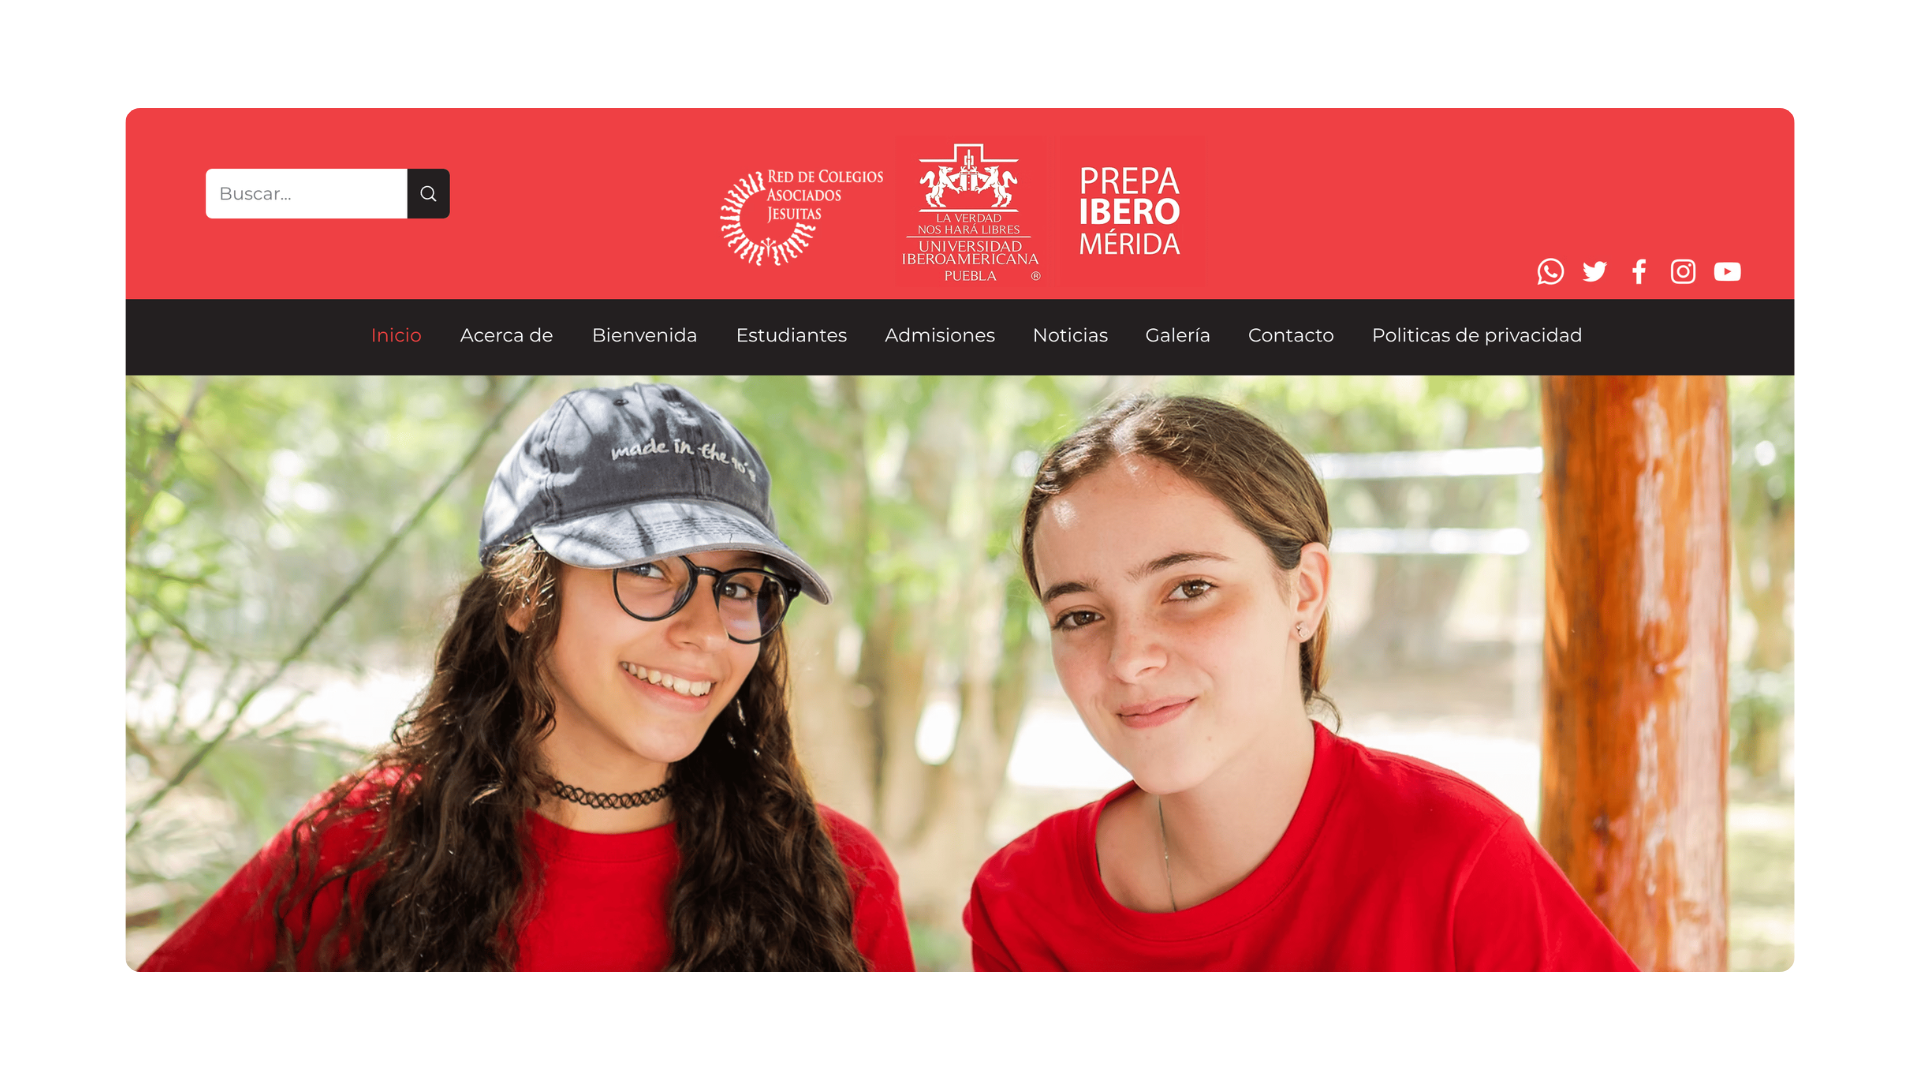 Buscar...
RED DE COLEGIOS
ASOCIADOS
JESUITAS
LA VERDAD
NOS HARÁ LIBRES
UNIVERSIDAD
IBEROAMERICANA
PUEBLA ®
PREPA
IBERO
MÉRIDA
Inicio Acerca de Bienvenida Estudiantes Admisiones Noticias Galería Contacto Politicas de privacidad
made in the 90's